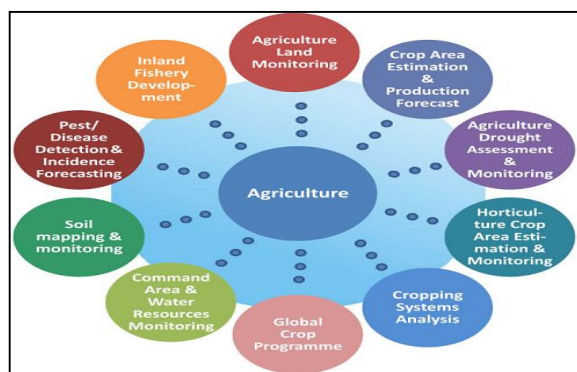 Agriculture
Land
Monitoring
Crop Area
Estimation
&
Production
Forecast
Agriculture
Drought
Assessment
&
Monitoring
Horticult-
ure Crop
Area Esti-
mation &
Monitoring
Cropping
Systems
Analysis
Global
Crop
Programme
Command
Area &
Water
Resources
Monitoring
Soil
mapping &
monitoring
Pest/
Disease
Detection &
Incidence
Forecasting
Inland
Fishery
Develop-
ment
Agriculture